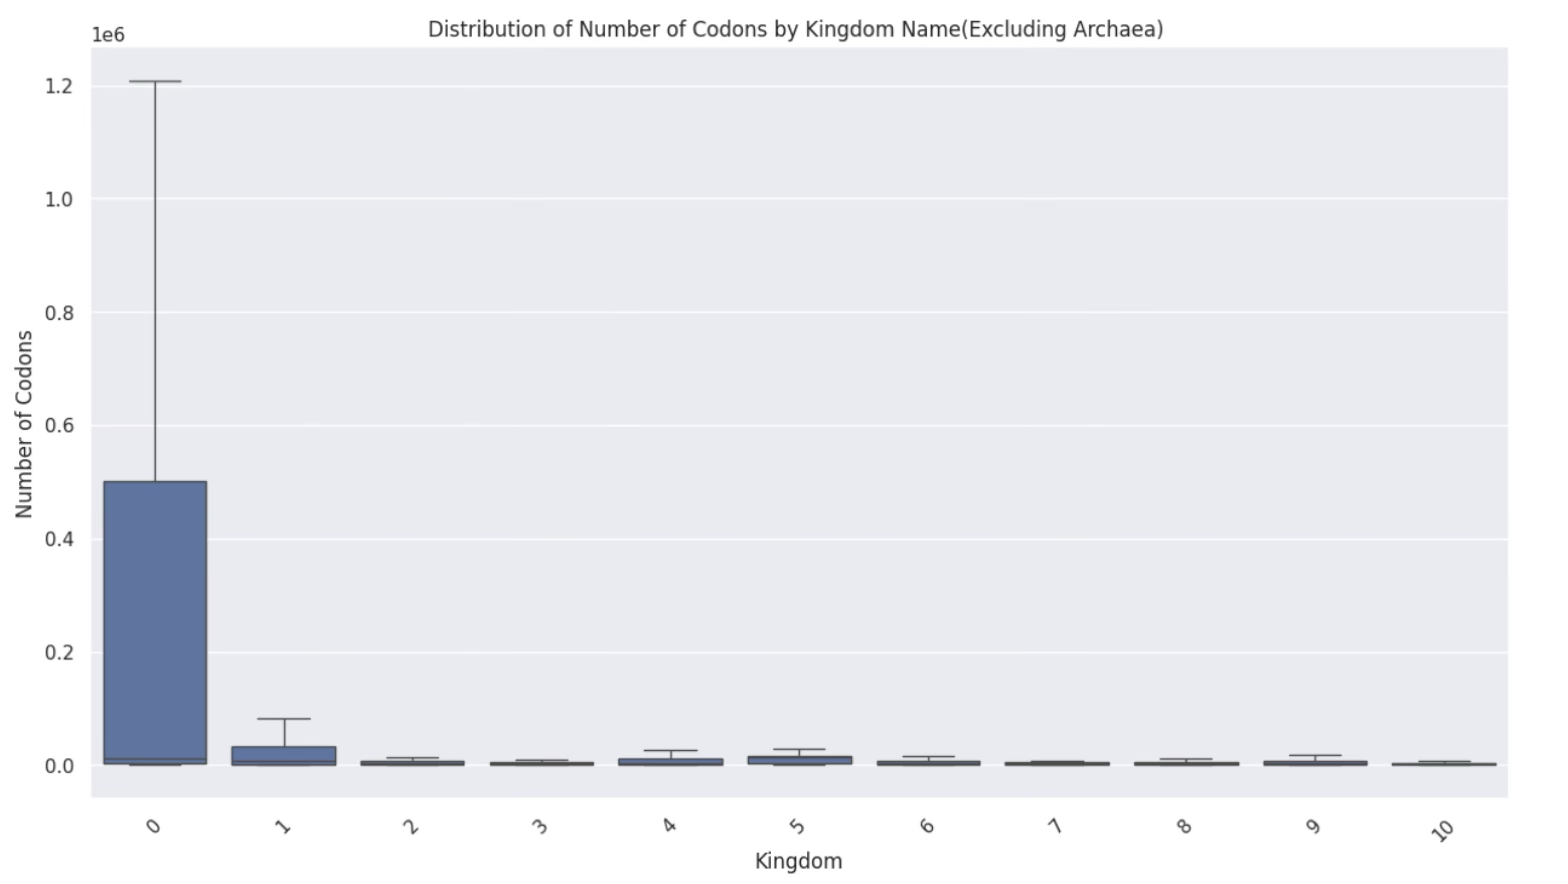 Distribution of Number of Codons by Kingdom Name(Excluding Archaea)
1e6
1.2
1.0
0.8
0.6
0.4
0.2
0.0
Number of Codons
0 1 2 3 4 5 6 7 8 9 10
Kingdom